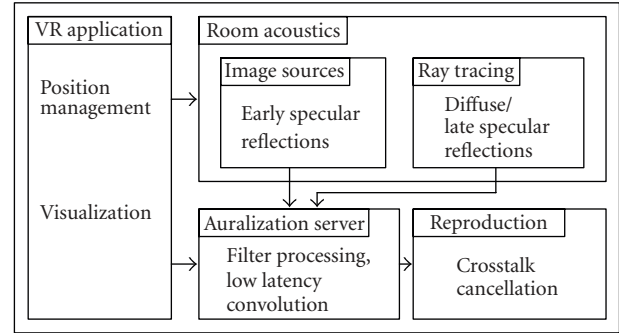 VR application
Position
management
Visualization
Room acoustics
Image sources
Early specular
reflections
Ray tracing
Diffuse/
late specular
reflections
Auralization server
Filter processing,
low latency
convolution
Reproduction
Crosstalk
cancellation